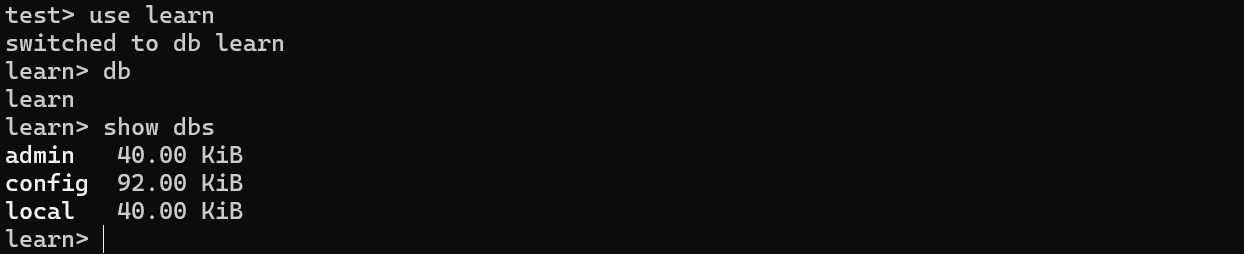 test> use learn
switched to db learn
learn> db
learn
learn> show dbs
admin   40.00 KiB
config  92.00 KiB
local   40.00 KiB
learn>